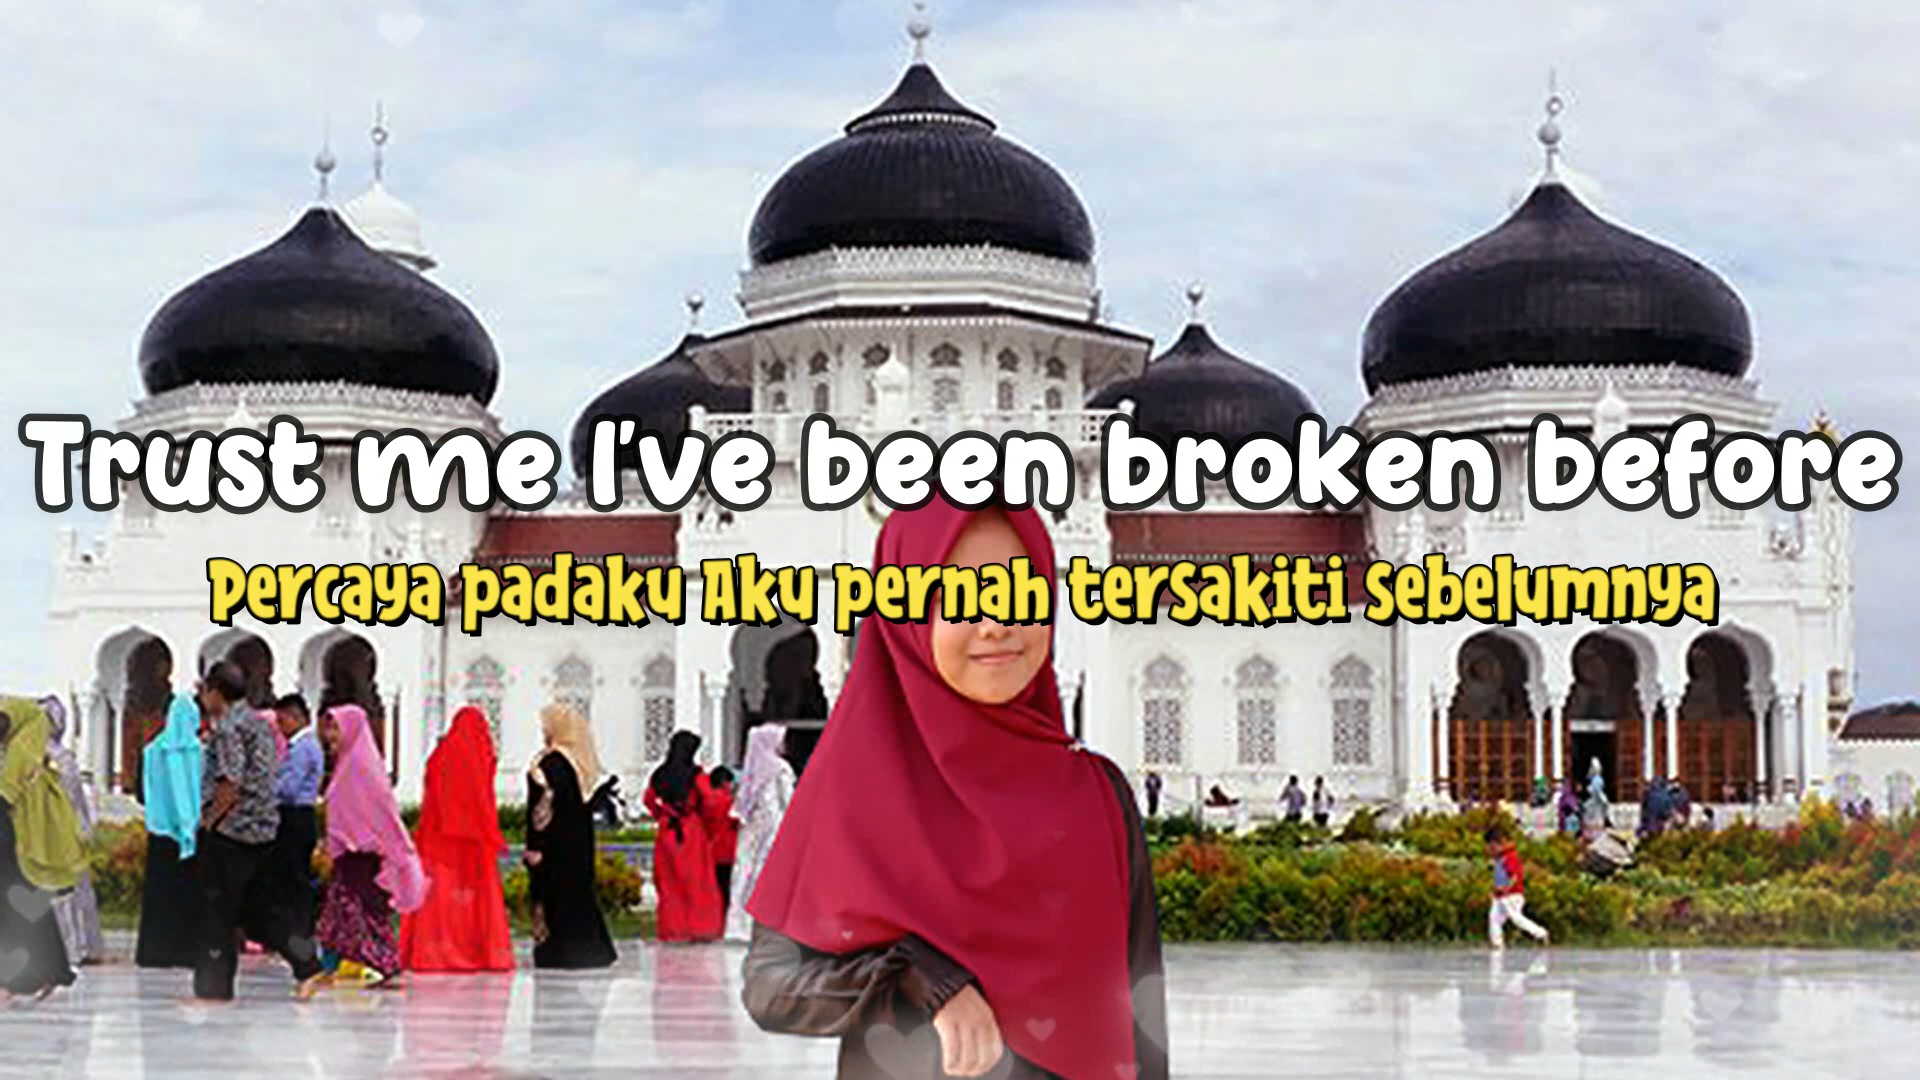 Trust me I've been broken before
Percaya padaku Aku pernah tersakiti sebelumnya